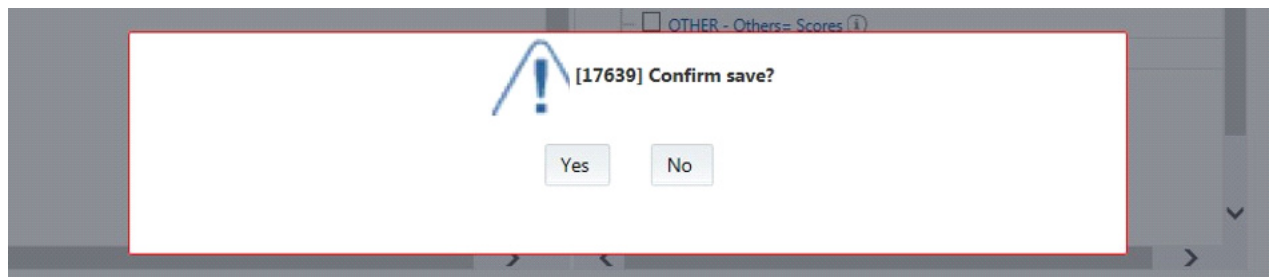 OTHER - Others= Scores
[17639] Confirm save?
Yes No